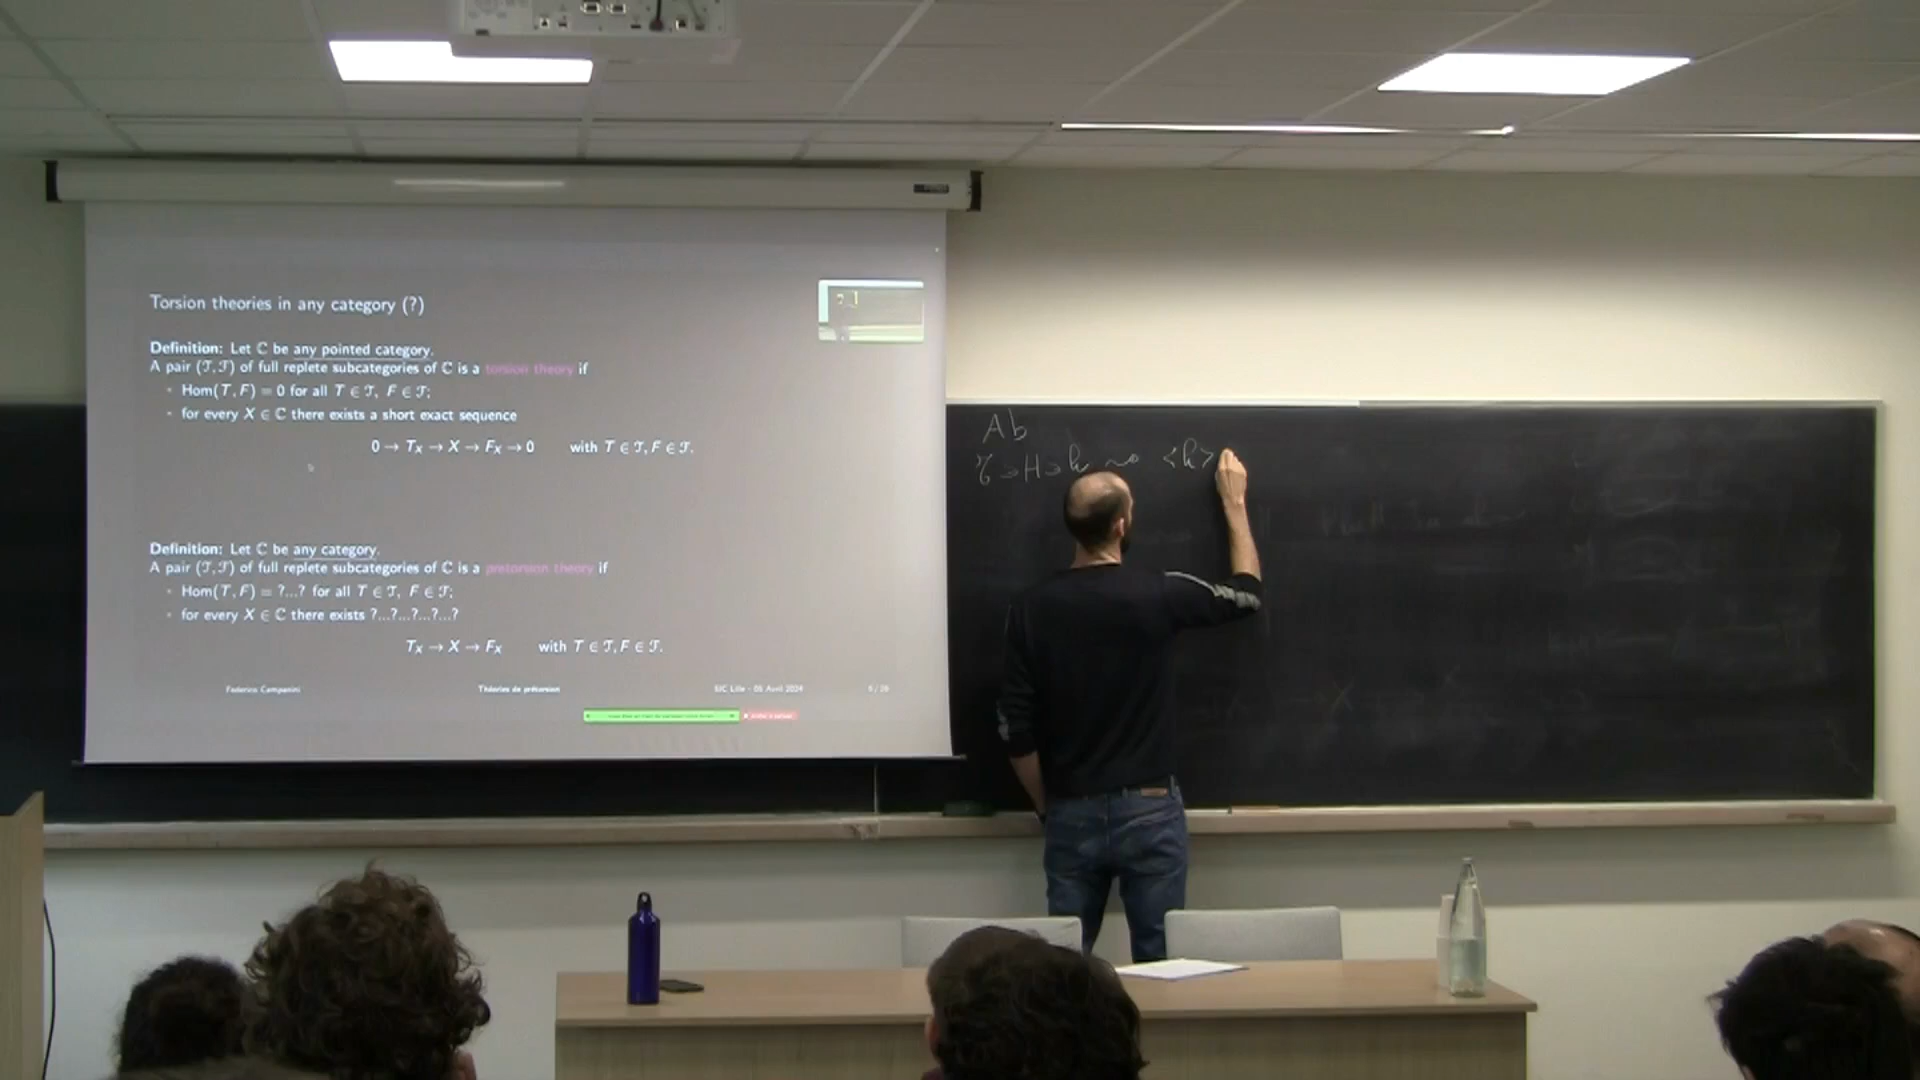 Torsion theories in any category (?)
Definition: Let ℂ be any pointed category.
A pair (𝒯, ℱ) of full replete subcategories of ℂ is a torsion theory if
• Hom(T, F) = 0 for all T ∈ 𝒯, F ∈ ℱ;
• for every X ∈ ℂ there exists a short exact sequence
0 → T_X → X → F_X → 0 with T ∈ 𝒯, F ∈ ℱ.
Definition: Let ℂ be any category.
A pair (𝒯, ℱ) of full replete subcategories of ℂ is a pretorsion theory if
• Hom(T, F) = ?...? for all T ∈ 𝒯, F ∈ ℱ;
• for every X ∈ ℂ there exists ?...?...?...?...?
T_X → X → F_X with T ∈ 𝒯, F ∈ ℱ.
Federico Campanini Théories de prétorsion SIC Lille - 05 Avril 2024
Ab
𝒯 ∋ H ∋ h ⇝ <h>